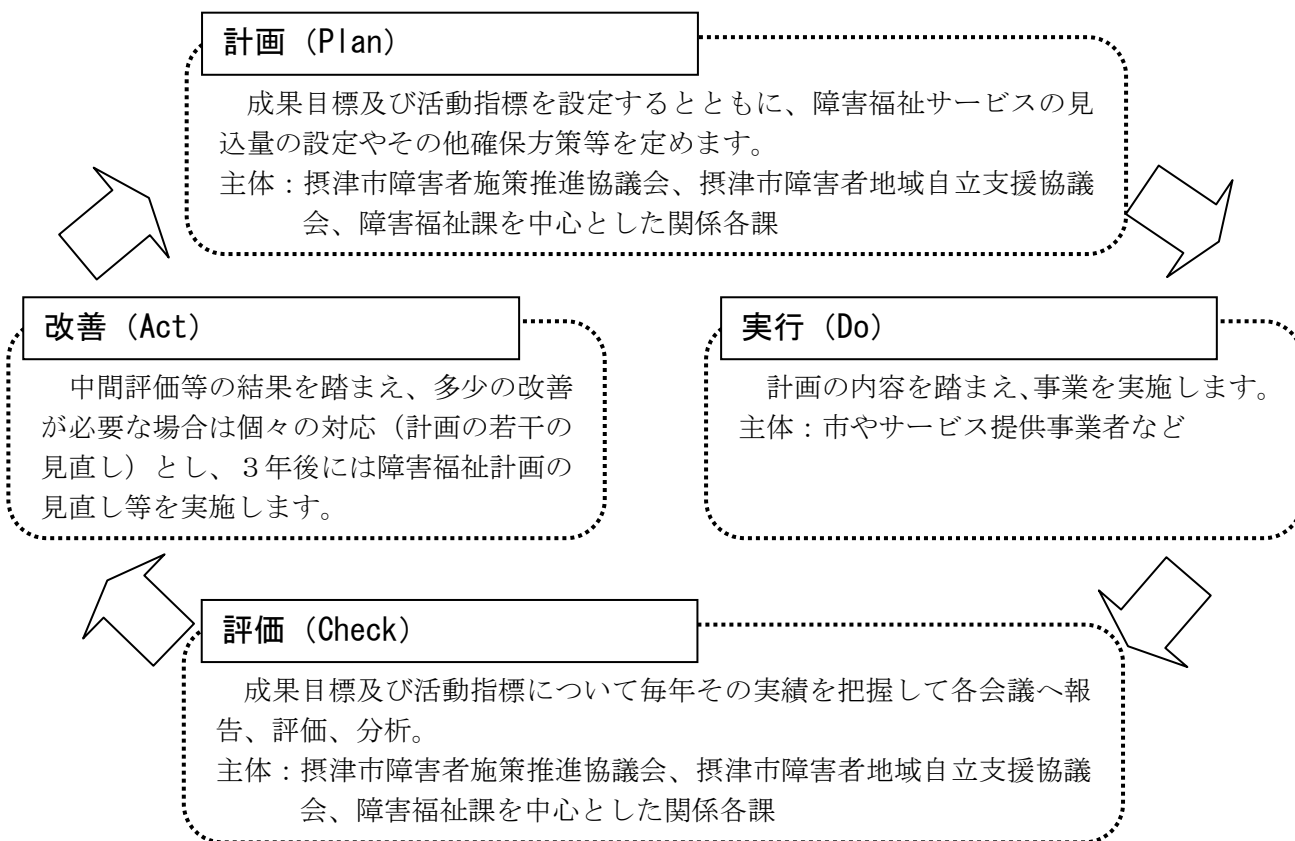 計画（Plan）
成果目標及び活動指標を設定するとともに、障害福祉サービスの見
込量の設定やその他確保方策等を定めます。
主体：摂津市障害者施策推進協議会、摂津市障害者地域自立支援協議
会、障害福祉課を中心とした関係各課
改善（Act）
中間評価等の結果を踏まえ、多少の改善
が必要な場合は個々の対応（計画の若干の
見直し）とし、３年後には障害福祉計画の
見直し等を実施します。
実行（Do）
計画の内容を踏まえ、事業を実施します。
主体：市やサービス提供事業者など
評価（Check）
成果目標及び活動指標について毎年その実績を把握して各会議へ報
告、評価、分析。
主体：摂津市障害者施策推進協議会、摂津市障害者地域自立支援協議
会、障害福祉課を中心とした関係各課